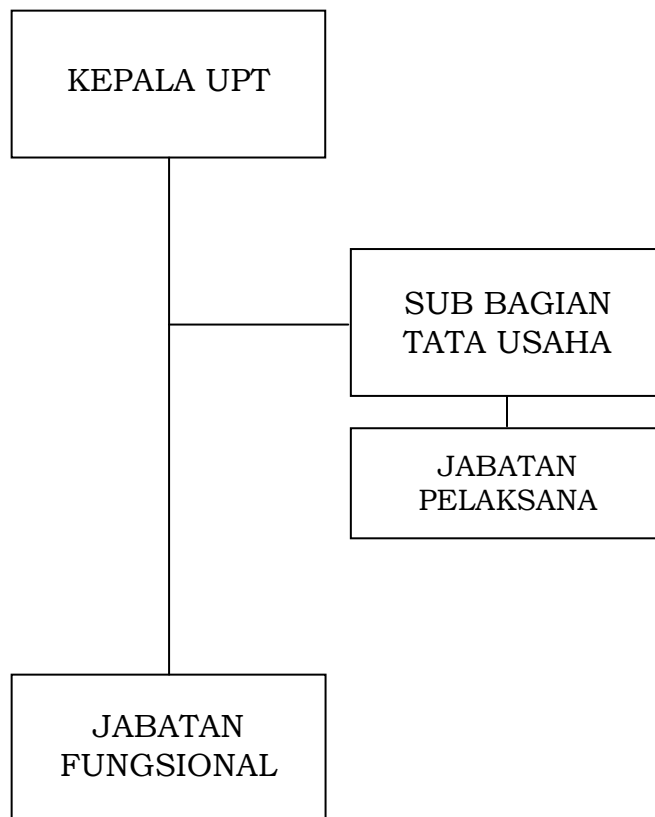 KEPALA UPT
SUB BAGIAN
TATA USAHA
JABATAN
PELAKSANA
JABATAN
FUNGSIONAL